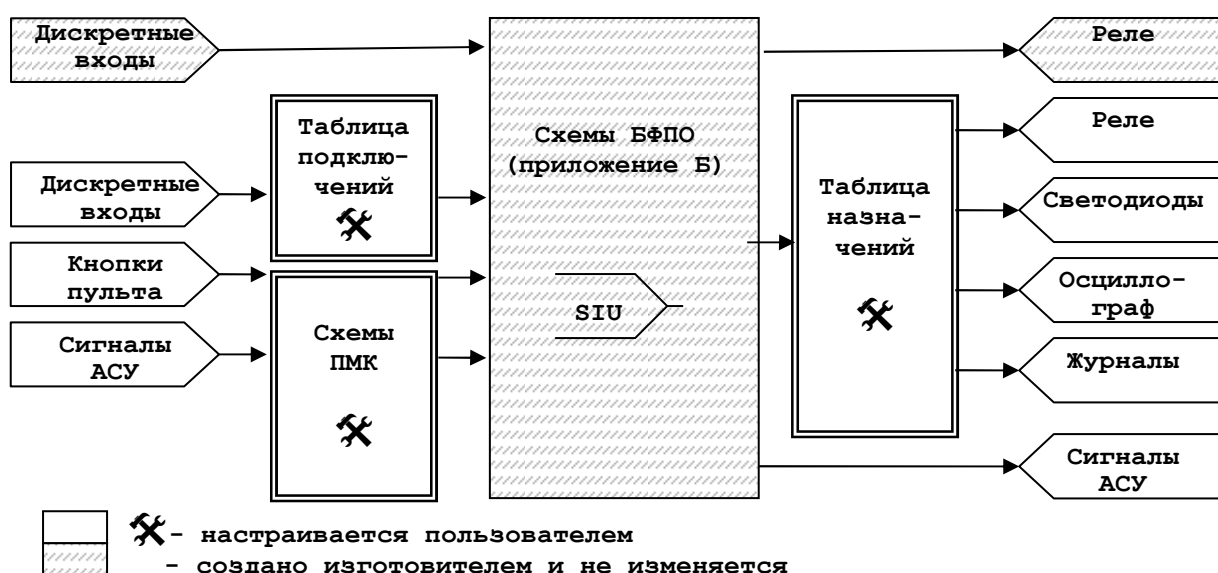 Дискретные
входы
Реле
Таблица
подклю-
чений
Схемы БФПО
(приложение Б)
Таблица
назна-
чений
Реле
Дискретные
входы
Светодиоды
Кнопки
пульта
SIU
Осцилло-
граф
Сигналы
АСУ
Схемы
ПМК
Журналы
Сигналы
АСУ
- настраивается пользователем
- создано изготовителем и не изменяется